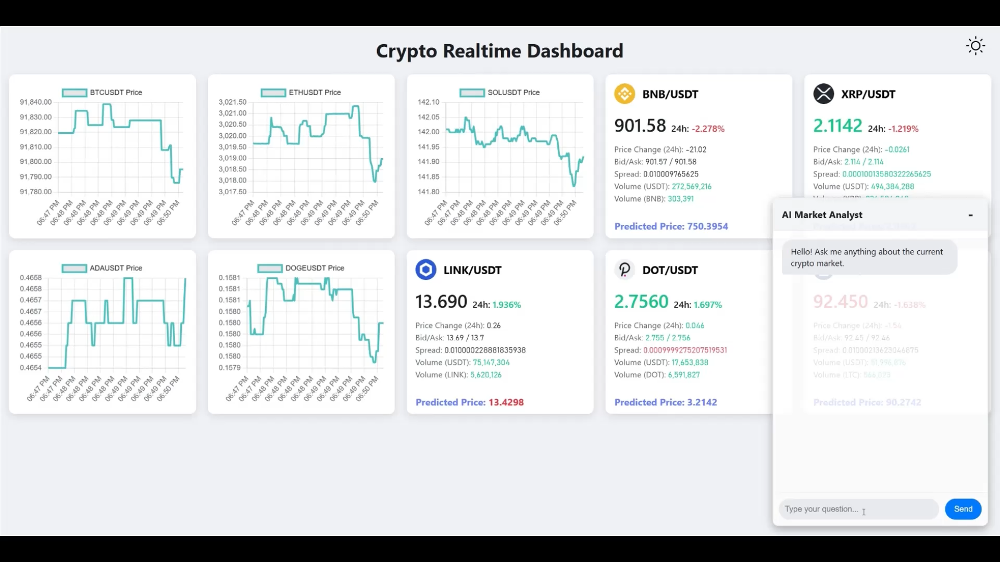 Crypto Realtime Dashboard
BTCUSDT Price
91,840.00
91,830.00
91,820.00
91,810.00
91,800.00
91,790.00
91,780.00
06:47 PM
06:48 PM
06:48 PM
06:48 PM
06:48 PM
06:49 PM
06:49 PM
06:49 PM
06:49 PM
06:50 PM
ETHUSDT Price
3,021.50
3,021.00
3,020.50
3,020.00
3,019.50
3,019.00
3,018.50
3,018.00
3,017.50
06:47 PM
06:48 PM
06:48 PM
06:48 PM
06:48 PM
06:49 PM
06:49 PM
06:49 PM
06:49 PM
06:50 PM
SOLUSDT Price
142.10
142.05
142.00
141.95
141.90
141.85
141.80
06:47 PM
06:47 PM
06:48 PM
06:48 PM
06:48 PM
06:48 PM
06:49 PM
06:49 PM
06:49 PM
06:49 PM
06:50 PM
BNB/USDT
901.58 24h: -2.278%
Price Change (24h): -21.02
Bid/Ask: 901.57 / 901.58
Spread: 0.010009765625
Volume (USDT): 272,569,216
Volume (BNB): 303,391
Predicted Price: 750.3954
XRP/USDT
2.1142 24h: -1.219%
Price Change (24h): -0.0261
Bid/Ask: 2.114 / 2.114
Spread: 0.00010013580322265625
Volume (USDT): 494,384,288
ADAUSDT Price
0.4658
0.4658
0.4657
0.4657
0.4656
0.4656
0.4655
0.4655
0.4654
06:47 PM
06:47 PM
06:48 PM
06:48 PM
06:48 PM
06:48 PM
06:49 PM
06:49 PM
06:49 PM
06:49 PM
06:50 PM
DOGEUSDT Price
0.1581
0.1581
0.1581
0.1580
0.1580
0.1580
0.1580
0.1580
0.1579
06:47 PM
06:47 PM
06:48 PM
06:48 PM
06:48 PM
06:48 PM
06:49 PM
06:49 PM
06:49 PM
06:49 PM
06:50 PM
LINK/USDT
13.690 24h: 1.936%
Price Change (24h): 0.26
Bid/Ask: 13.69 / 13.7
Spread: 0.010000228881835938
Volume (USDT): 75,147,304
Volume (LINK): 5,620,126
Predicted Price: 13.4298
DOT/USDT
2.7560 24h: 1.697%
Price Change (24h): 0.046
Bid/Ask: 2.755 / 2.756
Spread: 0.0009999275207519531
Volume (USDT): 17,653,838
Volume (DOT): 6,591,827
Predicted Price: 3.2142
92.450 24h: -1.638%
Price Change (24h): -1.54
Bid/Ask: 92.45 / 92.46
Spread: 0.01000213623046875
Volume (USDT): 51,996,876
Volume (LTC): 566,023
Predicted Price: 90.2742
AI Market Analyst
-
Hello! Ask me anything about the current
crypto market.
Type your question...
Send